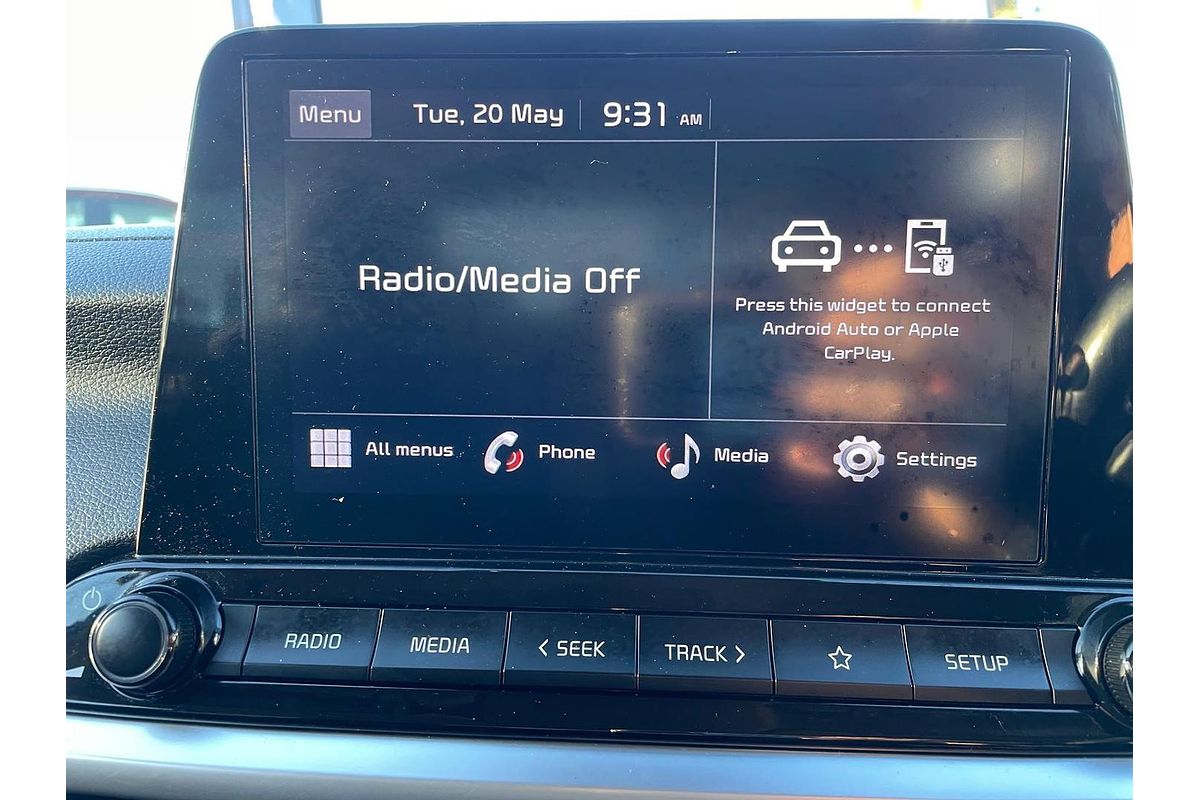 Menu Tue, 20 May 9:31 AM
Radio/Media Off
Press this widget to connect
Android Auto or Apple
CarPlay.
All menus Phone Media Settings
RADIO MEDIA < SEEK TRACK > SETUP